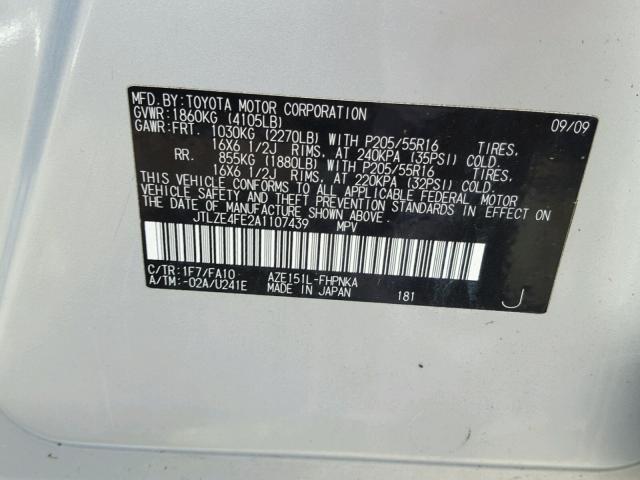 MFD.BY:TOYOTA MOTOR CORPORATION 09/09
GVWR:1860KG (4105LB)
GAWR:FRT. 1030KG (2270LB) WITH P205/55R16 TIRES,
16X6 1/2J RIMS, AT 240KPA (35PSI) COLD.
RR. 855KG (1880LB) WITH P205/55R16 TIRES,
16X6 1/2J RIMS, AT 220KPA (32PSI) COLD.
THIS VEHICLE CONFORMS TO ALL APPLICABLE FEDERAL MOTOR
VEHICLE SAFETY, BUMPER, AND THEFT PREVENTION STANDARDS IN EFFECT ON
THE DATE OF MANUFACTURE SHOWN ABOVE.
JTLZE4FE2A1107439 MPV
C/TR:1F7/FA10 AZE151L-FHPNKA
A/TM:-02A/U241E MADE IN JAPAN 181 J